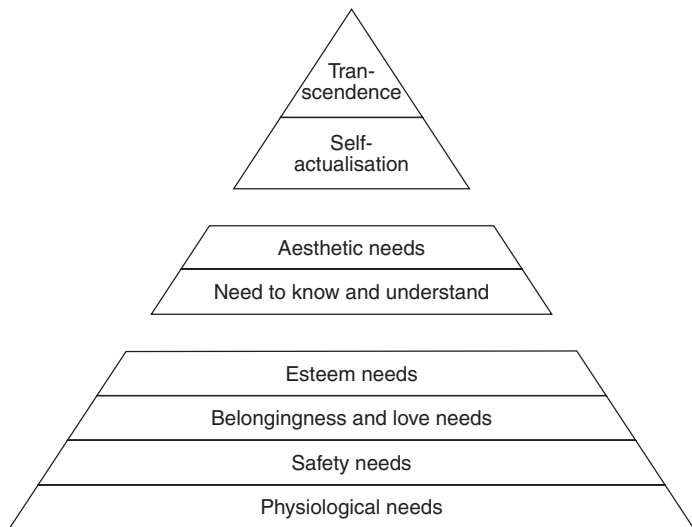 Tran-
scendence
Self-
actualisation
Aesthetic needs
Need to know and understand
Esteem needs
Belongingness and love needs
Safety needs
Physiological needs